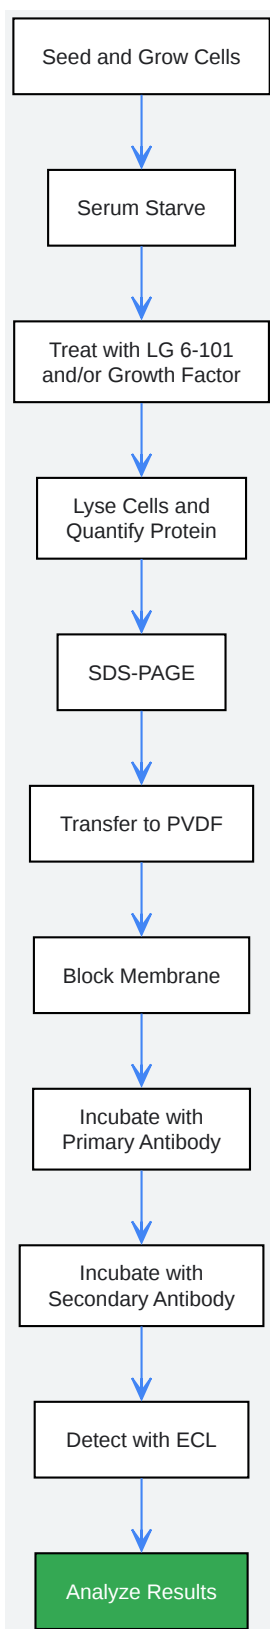 Seed and Grow Cells
Serum Starve
Treat with LG 6-101
and/or Growth Factor
Lyse Cells and
Quantify Protein
SDS-PAGE
Transfer to PVDF
Block Membrane
Incubate with
Primary Antibody
Incubate with
Secondary Antibody
Detect with ECL
Analyze Results